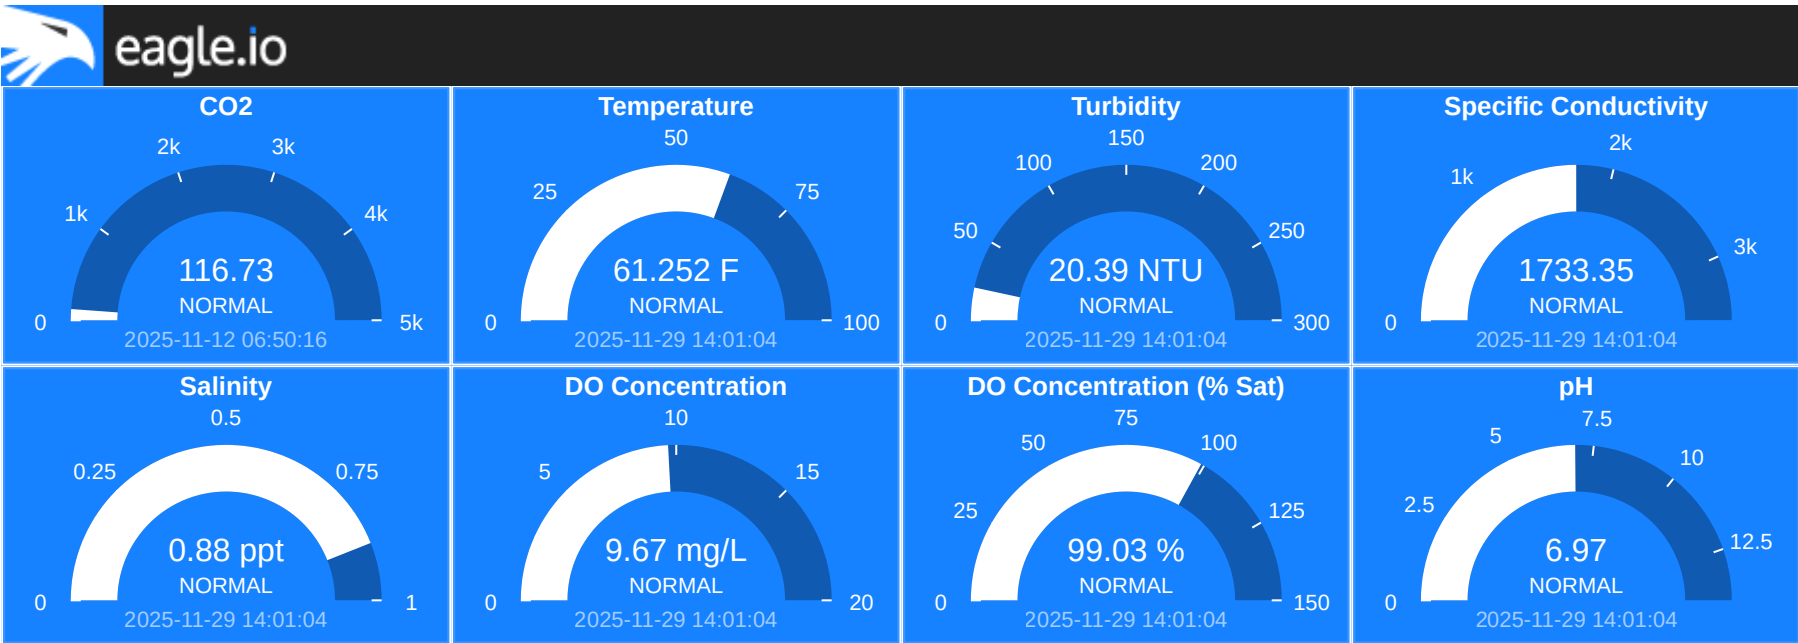 eagle.io
CO2
2k
3k
1k
4k
116.73
NORMAL
0
5k
2025-11-12 06:50:16
Temperature
50
25
75
61.252 F
NORMAL
0
100
2025-11-29 14:01:04
Turbidity
150
100
200
50
250
20.39 NTU
NORMAL
0
300
2025-11-29 14:01:04
Specific Conductivity
2k
1k
3k
1733.35
NORMAL
0
2025-11-29 14:01:04
Salinity
0.5
0.25
0.75
0.88 ppt
NORMAL
0
1
2025-11-29 14:01:04
DO Concentration
10
5
15
9.67 mg/L
NORMAL
0
20
2025-11-29 14:01:04
DO Concentration (% Sat)
75
50
100
25
125
99.03 %
NORMAL
0
150
2025-11-29 14:01:04
pH
7.5
5
10
2.5
12.5
6.97
NORMAL
0
2025-11-29 14:01:04